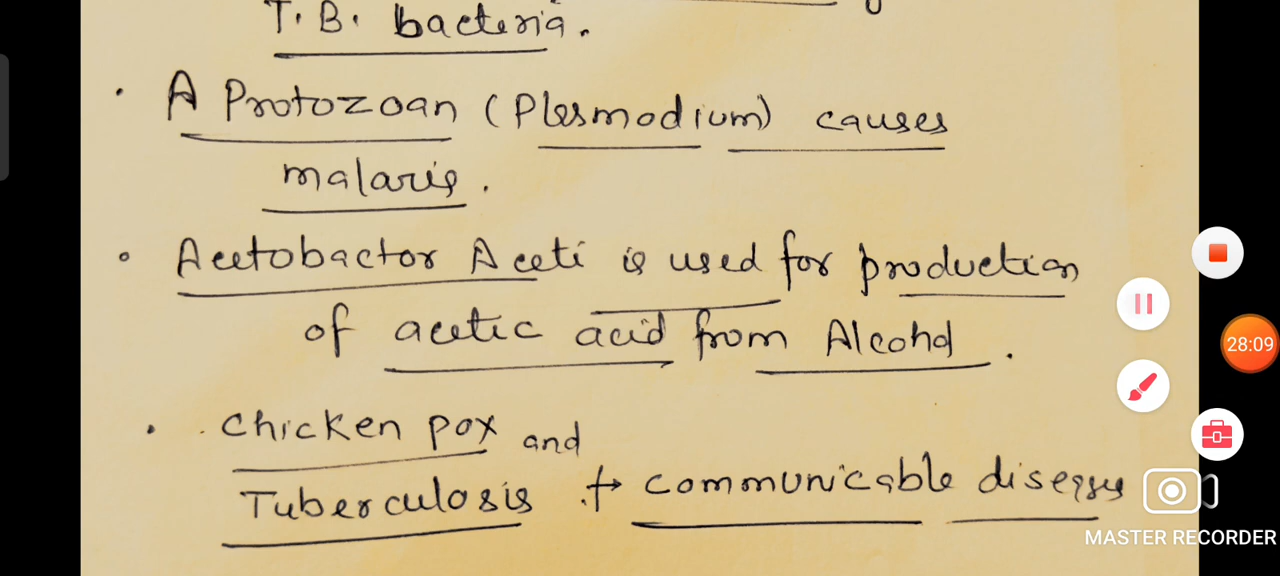 T. B. bacteria.
• A Protozoan (Plesmodium) causes
malaria.
• Acetobactor Aceti is used for production
of acetic acid from Alcohol.
• Chicken pox and
Tuberculosis → communicable diseases
28:09
MASTER RECORDER